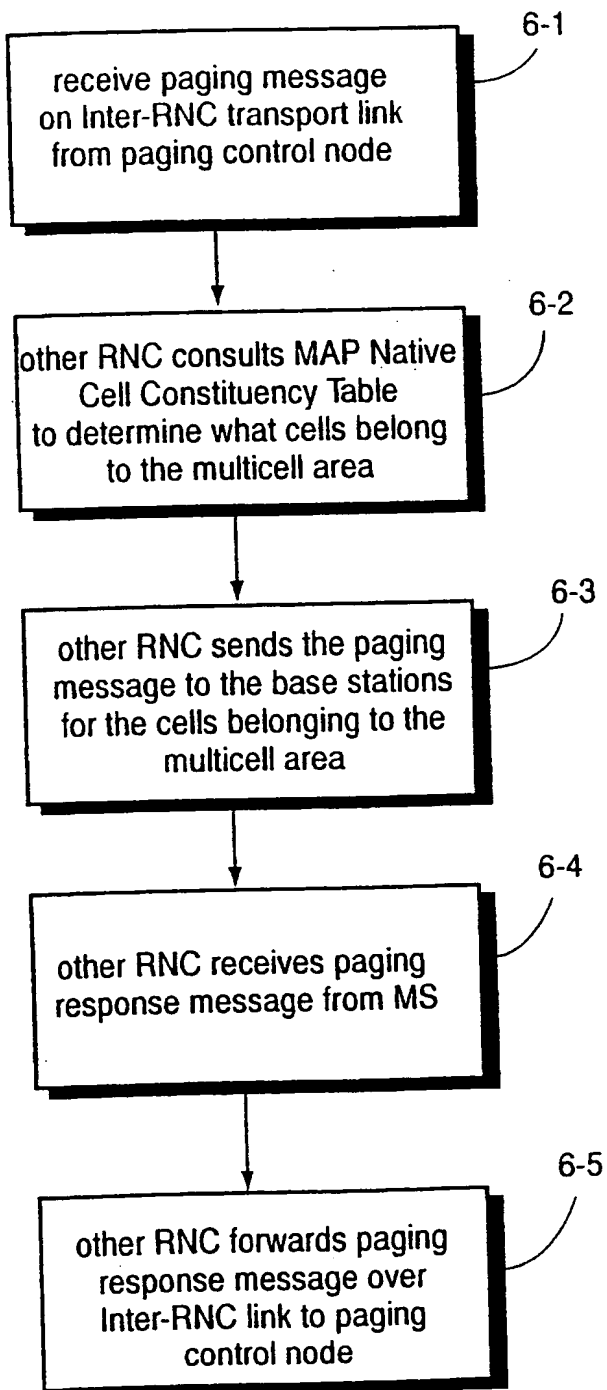 6-1
receive paging message
on Inter-RNC transport link
from paging control node
6-2
other RNC consults MAP Native
Cell Constituency Table
to determine what cells belong
to the multicell area
6-3
other RNC sends the paging
message to the base stations
for the cells belonging to the
multicell area
6-4
other RNC receives paging
response message from MS
6-5
other RNC forwards paging
response message over
Inter-RNC link to paging
control node